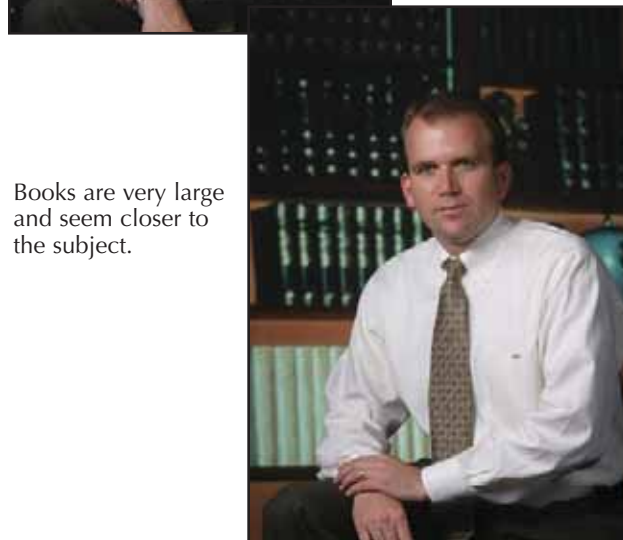 Books are very large
and seem closer to
the subject.